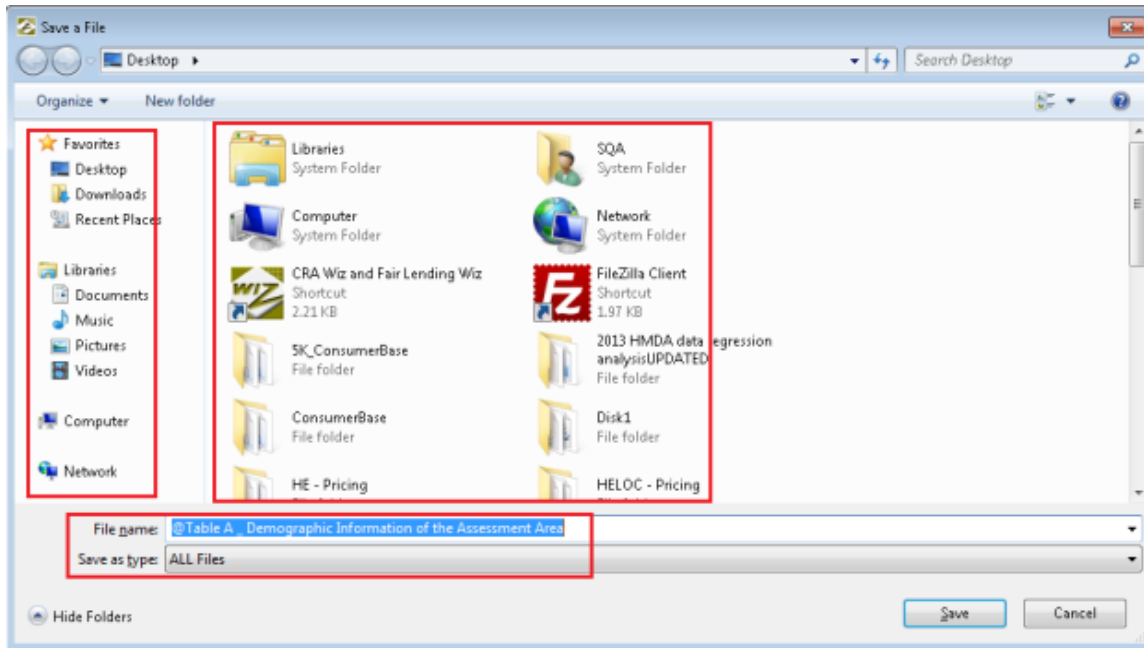 Save a File
Desktop
Search Desktop
Organize
New folder
Favorites
Desktop
Downloads
Recent Places
Libraries
Documents
Music
Pictures
Videos
Computer
Network
Libraries
System Folder
SQA
System Folder
Computer
System Folder
Network
System Folder
CRA Wiz and Fair Lending Wiz
Shortcut
2.21 KB
WIZ
FileZilla Client
Shortcut
1.97 KB
Fz
5K_ConsumerBase
File folder
2013 HMDA data regression
analysisUPDATED
File folder
ConsumerBase
File folder
Disk1
File folder
HE - Pricing
HELOC - Pricing
File name: @Table A _ Demographic Information of the Assessment Area
Save as type: ALL Files
Hide Folders
Save
Cancel